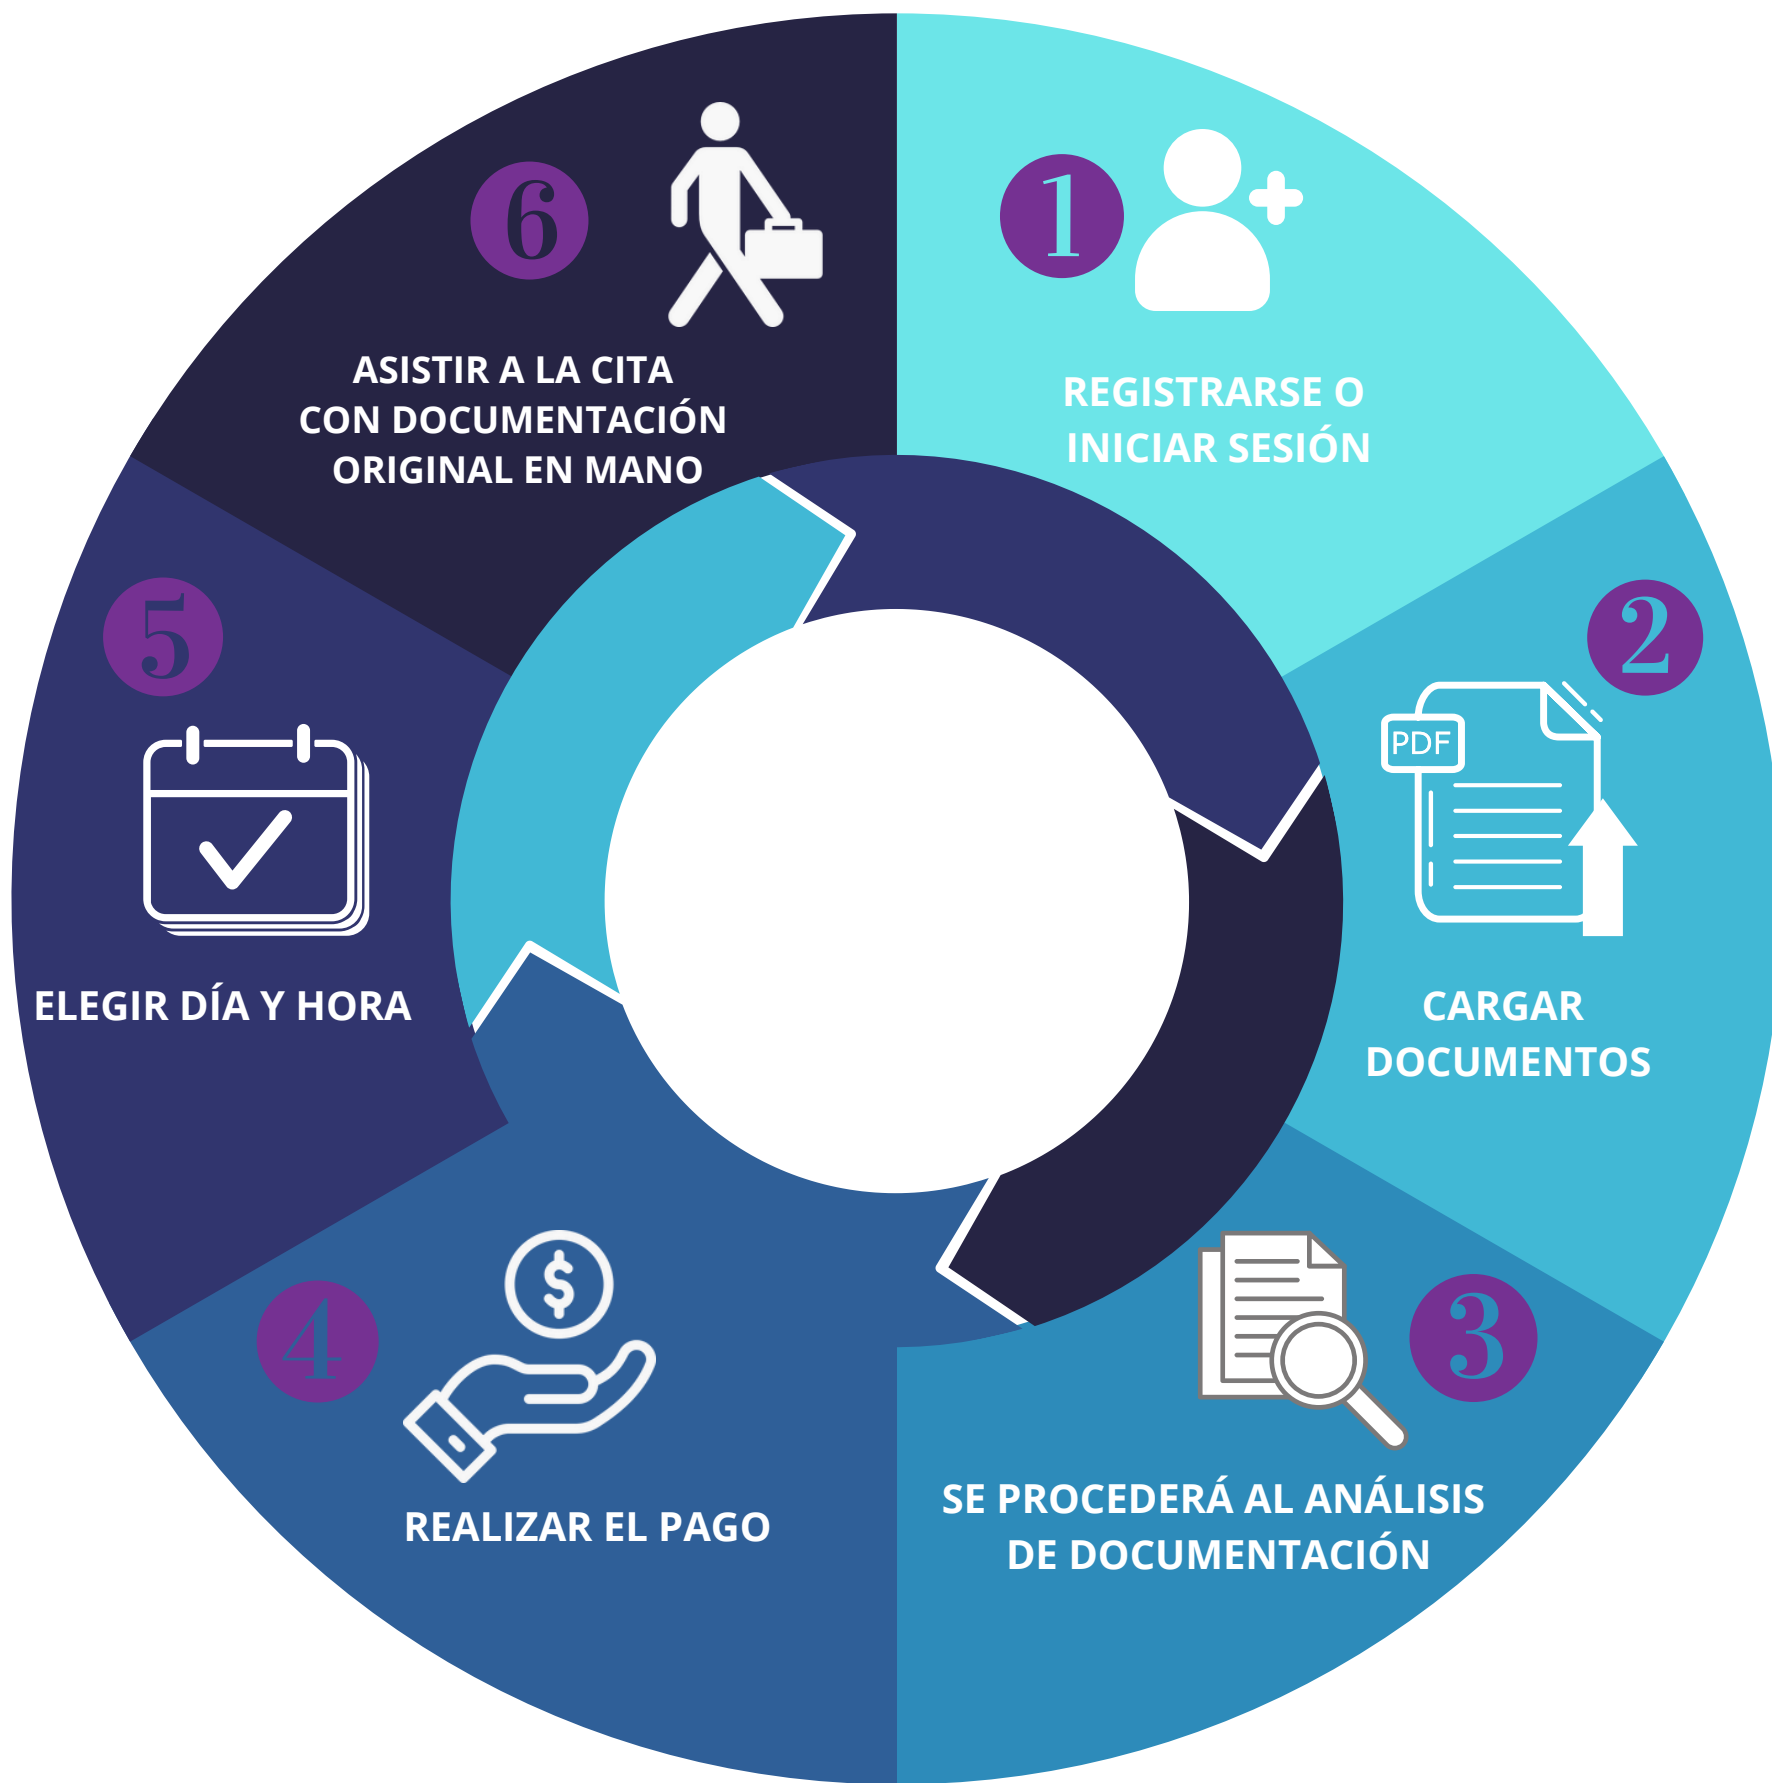 1
REGISTRARSE O
INICIAR SESIÓN
2
PDF
CARGAR
DOCUMENTOS
3
SE PROCEDERÁ AL ANÁLISIS
DE DOCUMENTACIÓN
4
$
REALIZAR EL PAGO
5
ELEGIR DÍA Y HORA
6
ASISTIR A LA CITA
CON DOCUMENTACIÓN
ORIGINAL EN MANO